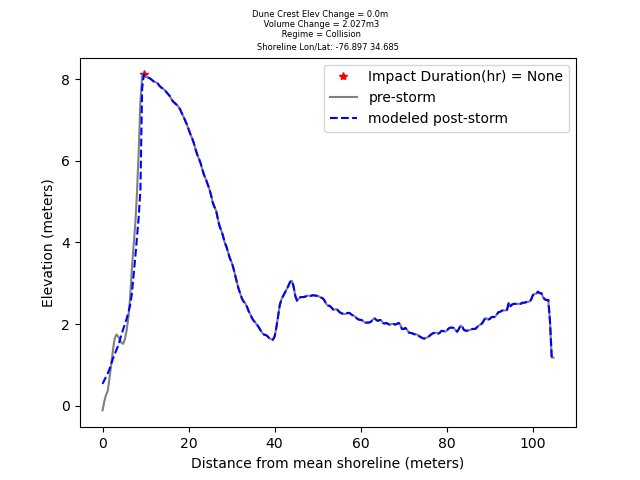 Dune Crest Elev Change = 0.0m
Volume Change = 2.027m3
Regime = Collision
Shoreline Lon/Lat: -76.897 34.685
Impact Duration(hr) = None
pre-storm
modeled post-storm
8
6
4
2
0
Elevation (meters)
0 20 40 60 80 100
Distance from mean shoreline (meters)